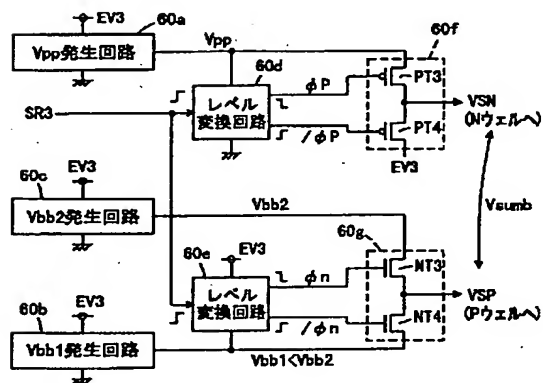 EV3
60a
Vpp発生回路
Vpp
60f
60d
φP
PT3
レベル
変換回路
SR3
/φP
PT4
VSN
(Nウェルへ)
EV3
60c
EV3
Vbb2発生回路
Vbb2
Vsumb
60g
60e
EV3
φn
NT3
レベル
変換回路
/φn
NT4
VSP
(Pウェルへ)
EV3
60b
Vbb1発生回路
Vbb1<Vbb2